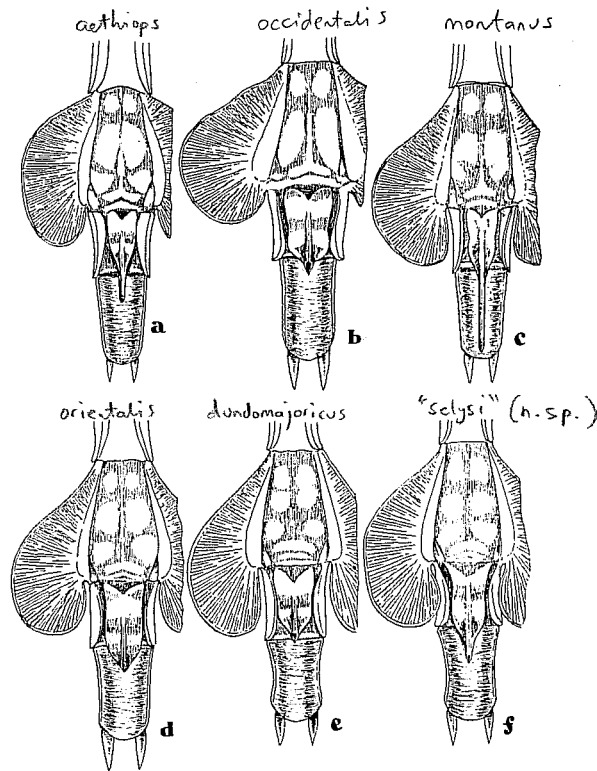 aethiops occidentalis montanus
a b c
orientalis dundomajoricus "selysi" (n.sp.)
d e f